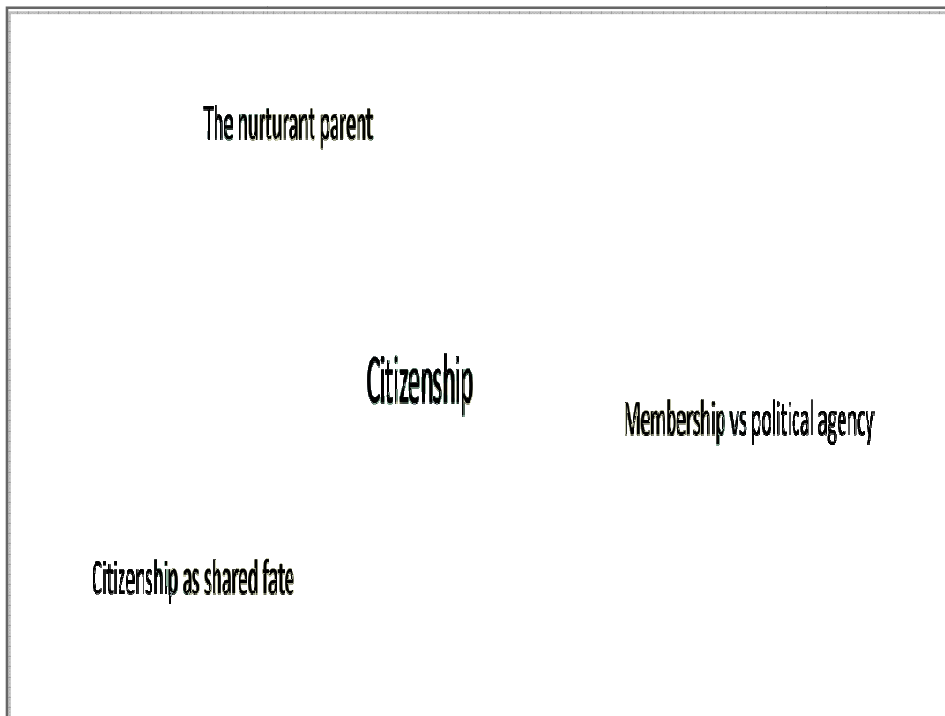 The nurturant parent
Citizenship
Membership vs political agency
Citizenship as shared fate